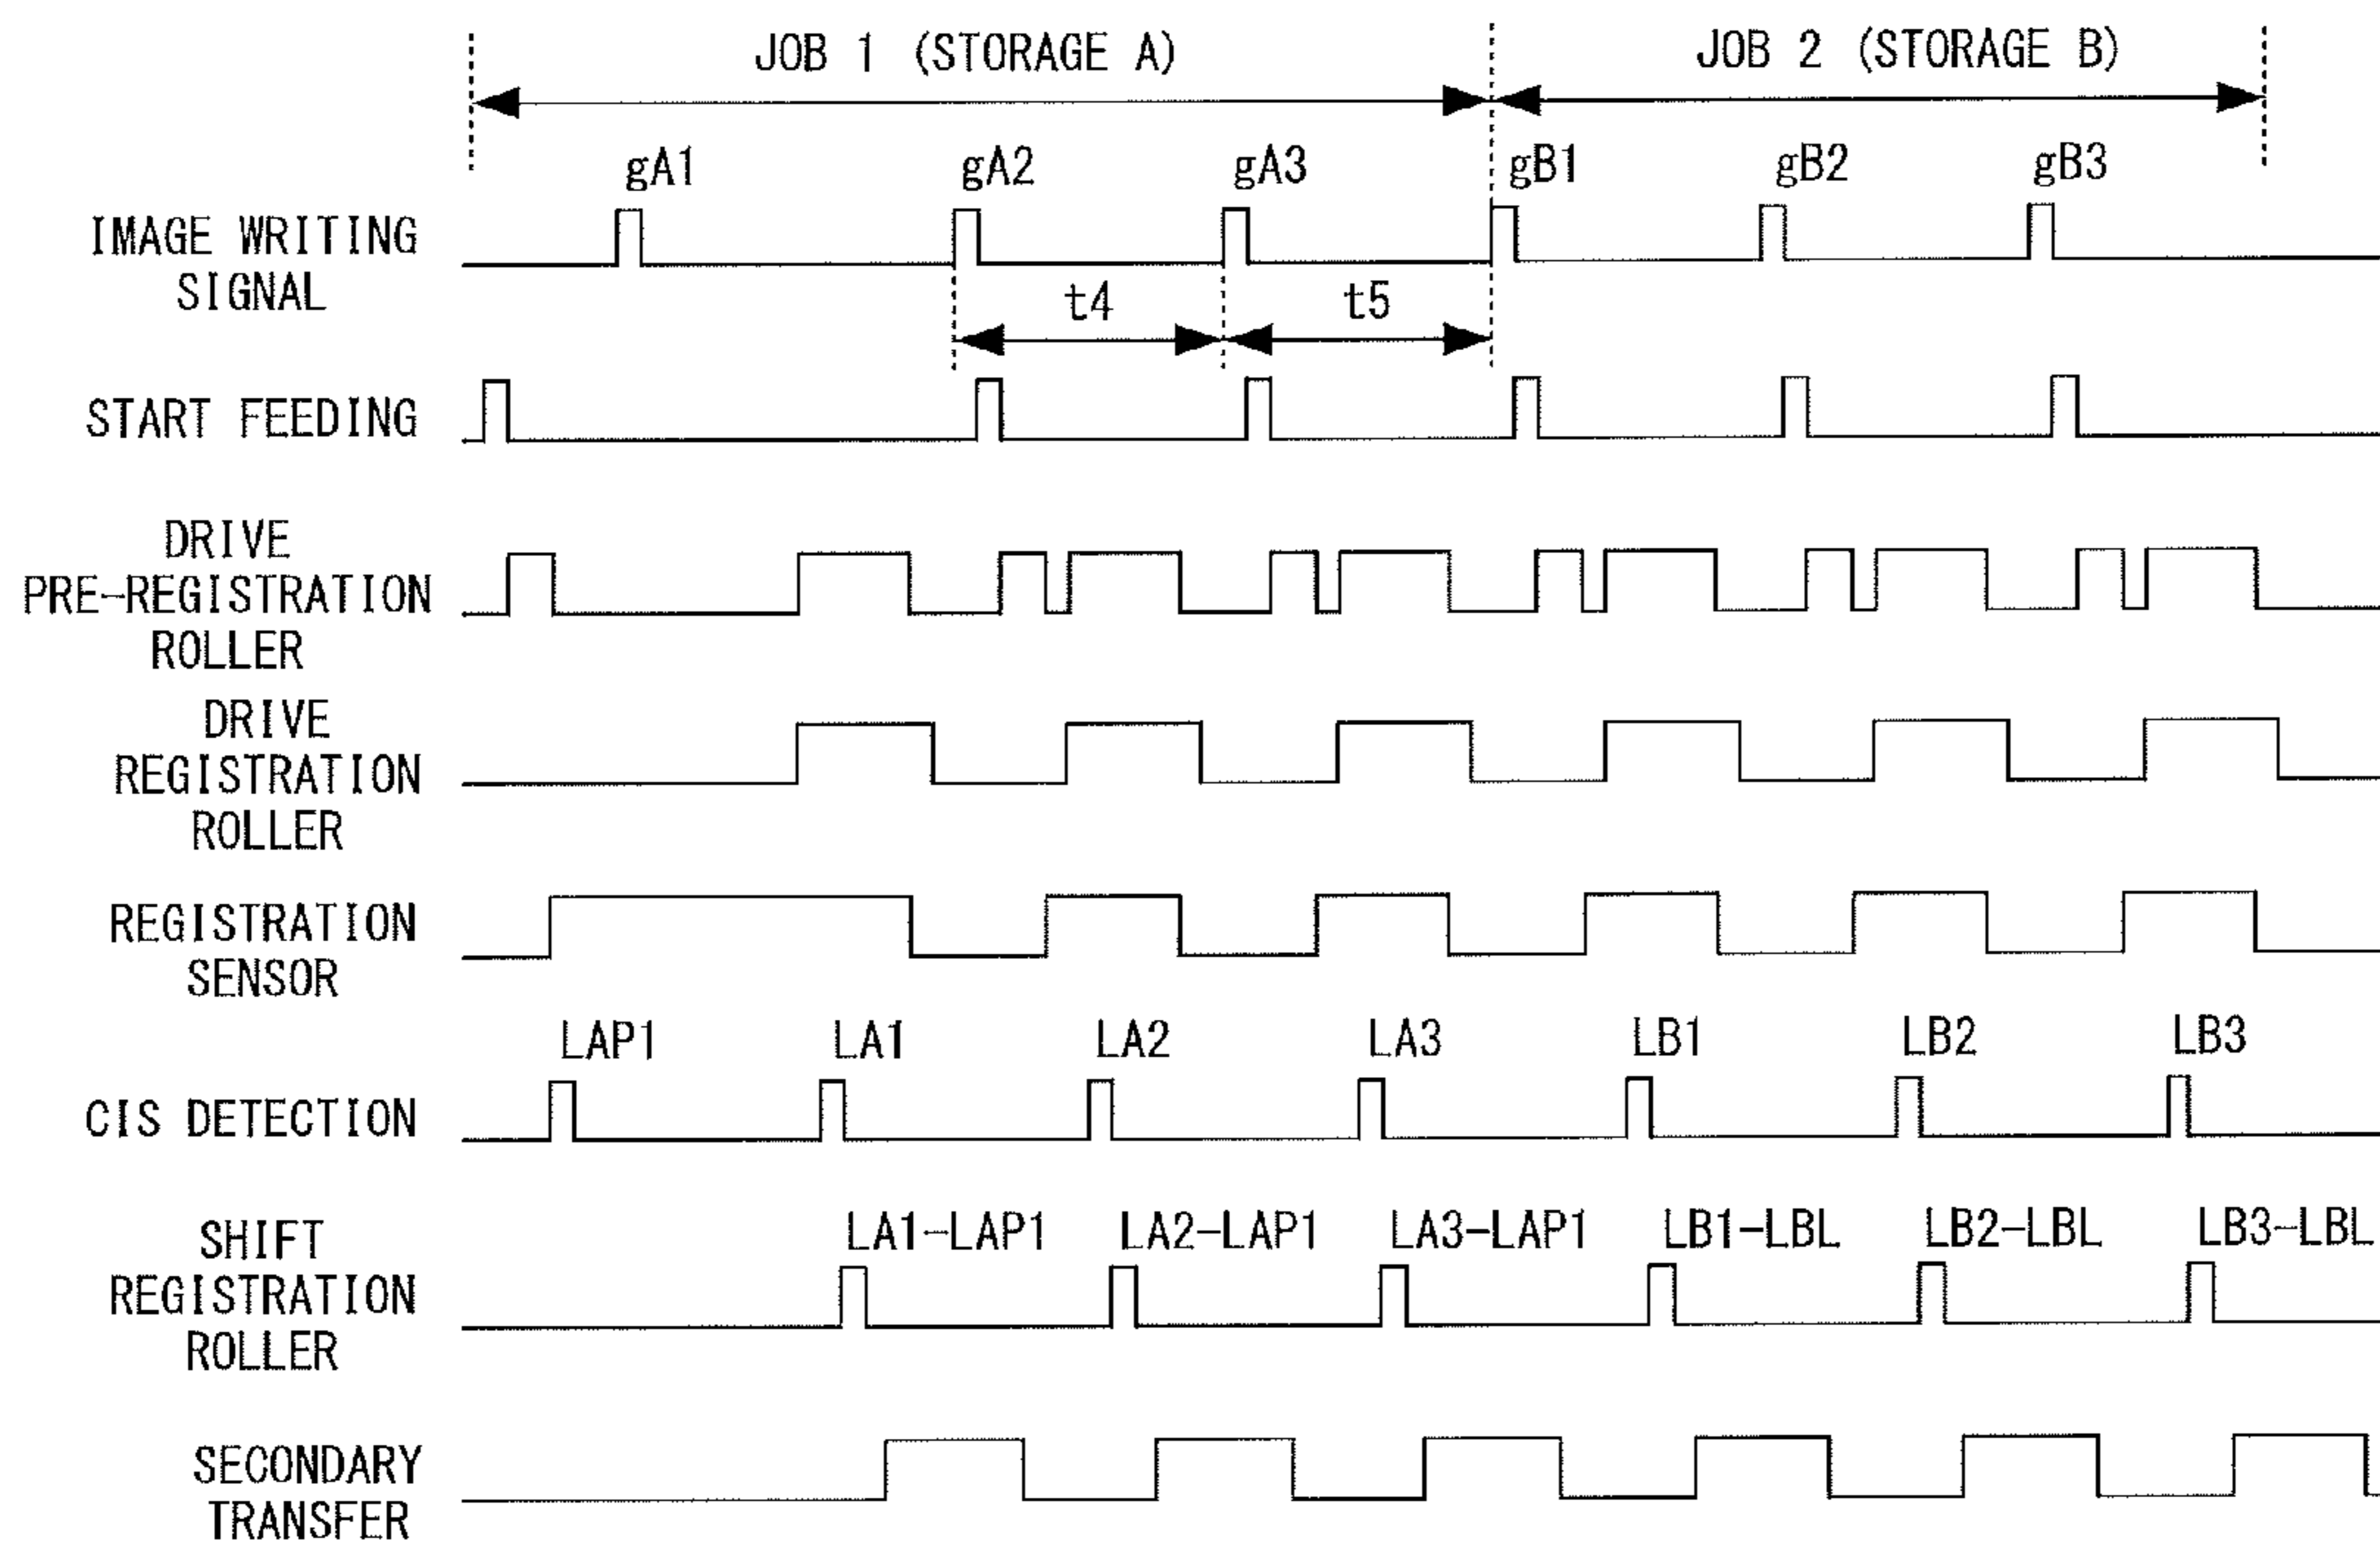 JOB 1 (STORAGE A)
JOB 2 (STORAGE B)
gA1
gA2
gA3
gB1
gB2
gB3
IMAGE WRITING
SIGNAL
t4
t5
START FEEDING
DRIVE
PRE-REGISTRATION
ROLLER
DRIVE
REGISTRATION
ROLLER
REGISTRATION
SENSOR
LAP1
LA1
LA2
LA3
LB1
LB2
LB3
CIS DETECTION
LA1-LAP1
LA2-LAP1
LA3-LAP1
LB1-LBL
LB2-LBL
LB3-LBL
SHIFT
REGISTRATION
ROLLER
SECONDARY
TRANSFER